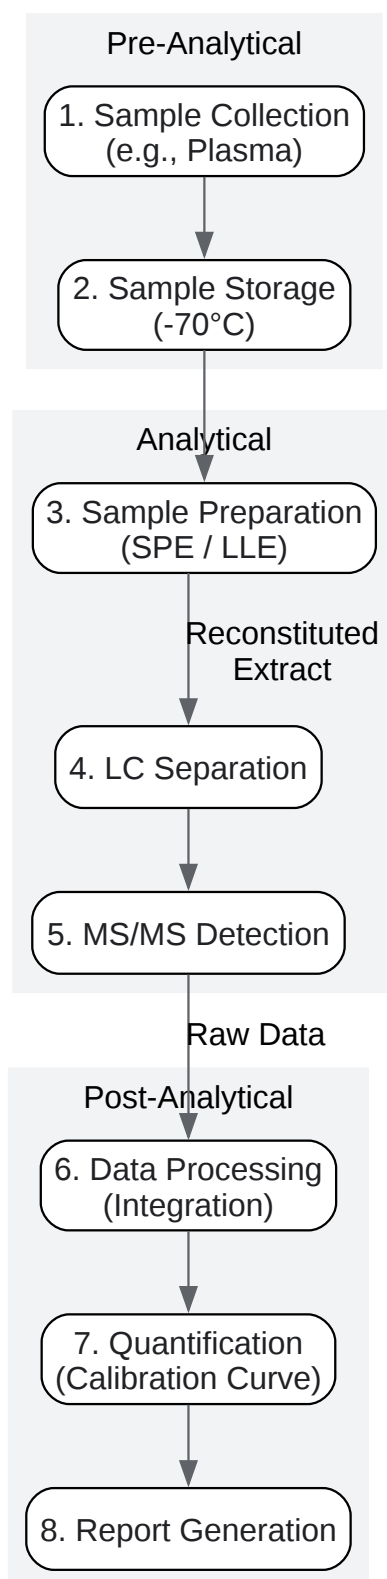 Pre-Analytical
1. Sample Collection
(e.g., Plasma)
2. Sample Storage
(-70°C)
Analytical
3. Sample Preparation
(SPE / LLE)
Reconstituted
Extract
4. LC Separation
5. MS/MS Detection
Raw Data
Post-Analytical
6. Data Processing
(Integration)
7. Quantification
(Calibration Curve)
8. Report Generation